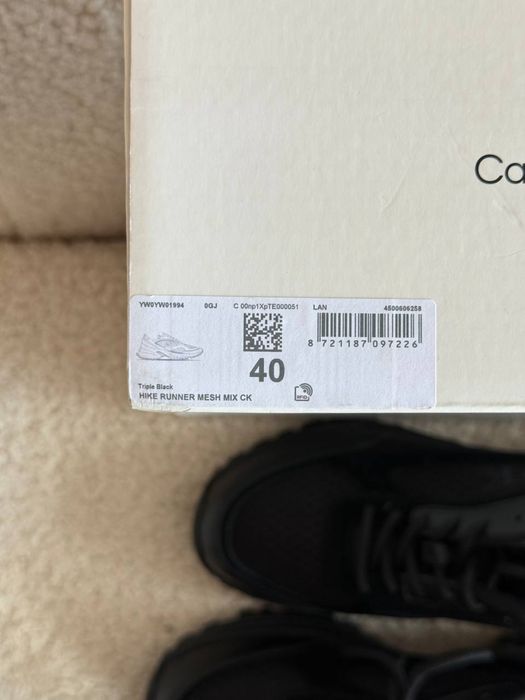 Ca
YW0YW01994 0GJ C 00np1XpTE000051 LAN 4500606258
8 721187 097226
40
Triple Black
HIKE RUNNER MESH MIX CK
RFID